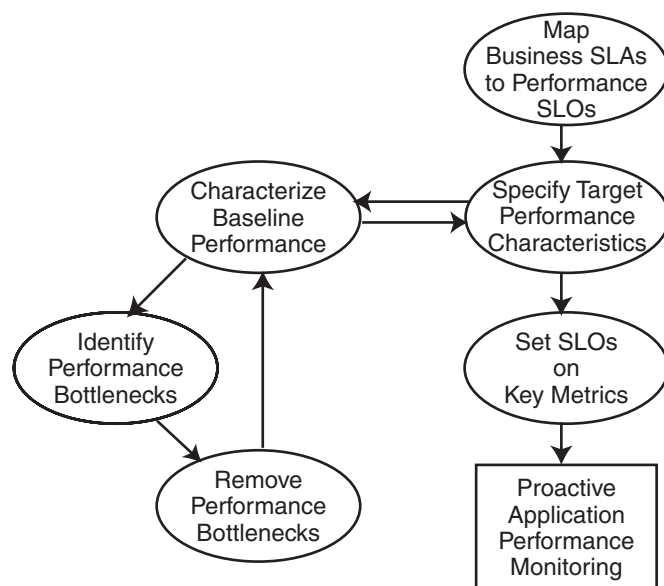 Map
Business SLAs
to Performance
SLOs
Characterize
Baseline
Performance
Specify Target
Performance
Characteristics
Identify
Performance
Bottlenecks
Set SLOs
on
Key Metrics
Remove
Performance
Bottlenecks
Proactive
Application
Performance
Monitoring